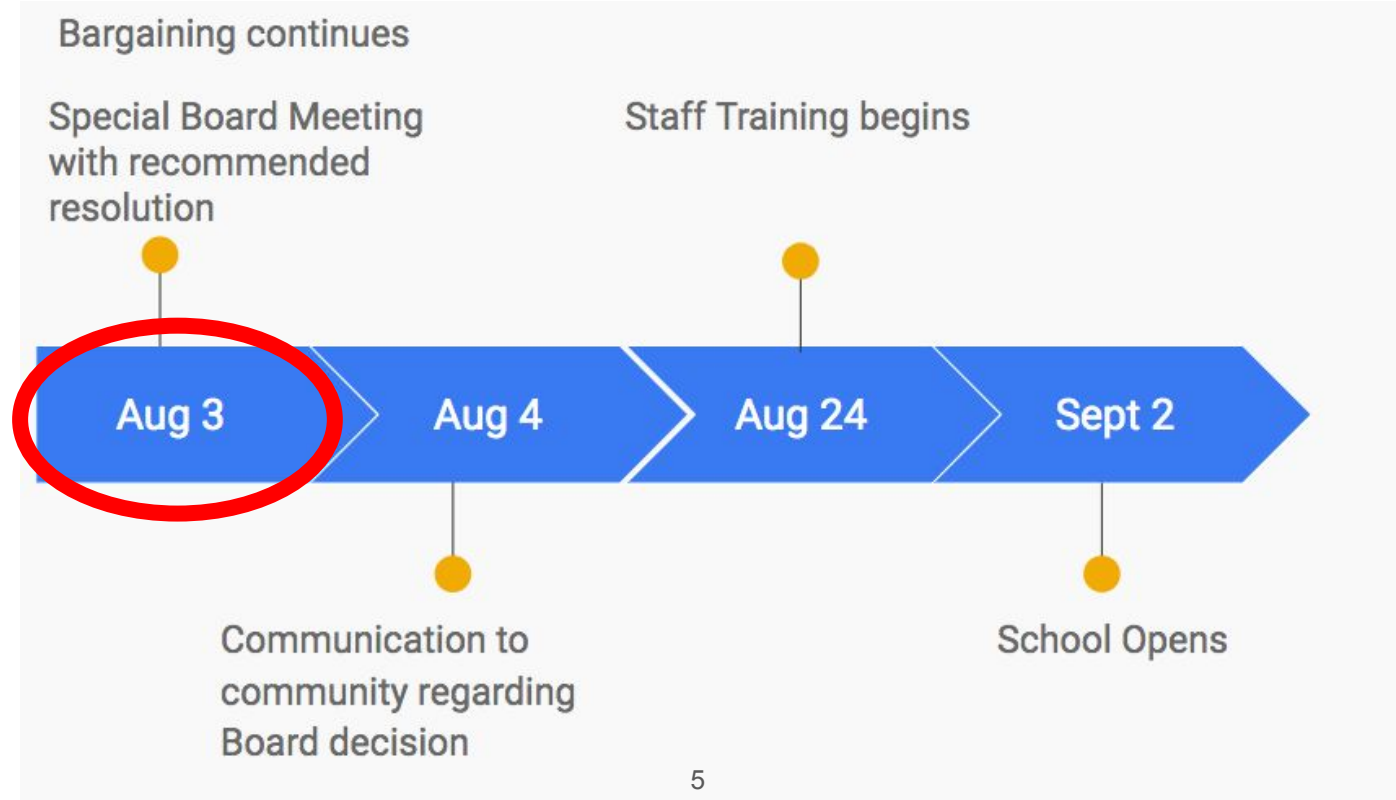 Bargaining continues
Special Board Meeting
with recommended
resolution
Staff Training begins
Aug 3
Aug 4
Aug 24
Sept 2
Communication to
community regarding
Board decision
School Opens
5